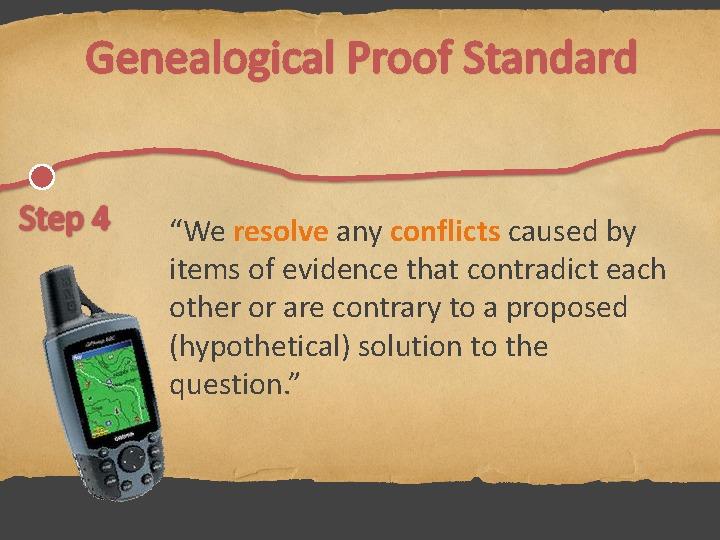 Genealogical Proof Standard
Step 4
“We resolve any conflicts caused by
items of evidence that contradict each
other or are contrary to a proposed
(hypothetical) solution to the
question.”
GARMIN